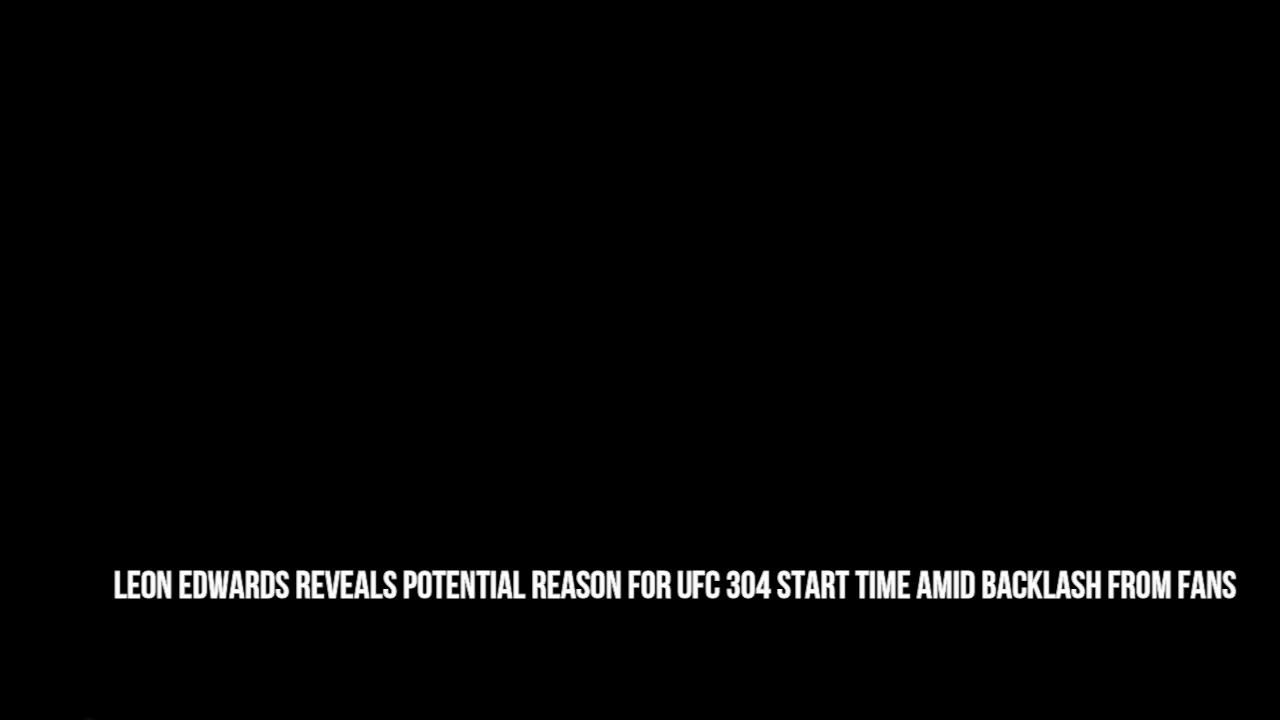 LEON EDWARDS REVEALS POTENTIAL REASON FOR UFC 304 START TIME AMID BACKLASH FROM FANS